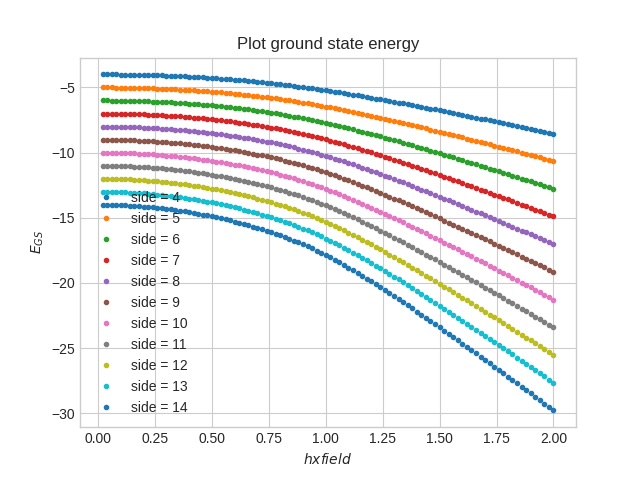 Plot ground state energy
E_GS
−5
−10
−15
−20
−25
−30
side = 4
side = 5
side = 6
side = 7
side = 8
side = 9
side = 10
side = 11
side = 12
side = 13
side = 14
0.00 0.25 0.50 0.75 1.00 1.25 1.50 1.75 2.00
hxfield